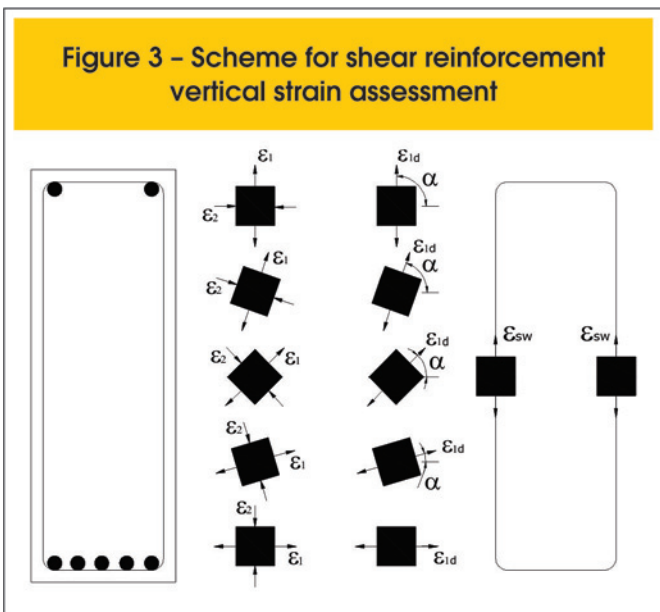 Figure 3 – Scheme for shear reinforcement
vertical strain assessment
ε1 ε1d α
ε2
ε1 ε1d α
ε2
εsw εsw
ε2 ε1 ε1d α
ε2
ε1 ε1d α
ε2
ε1 ε1d